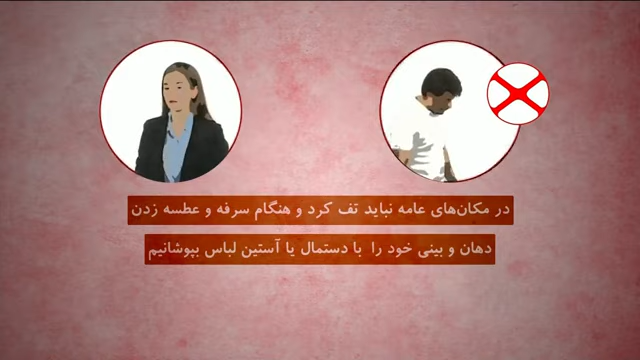 در مکان‌های عامه نباید تف کرد و هنگام سرفه و عطسه زدن
دهان و بینی خود را با دستمال یا آستین لباس بپوشانیم